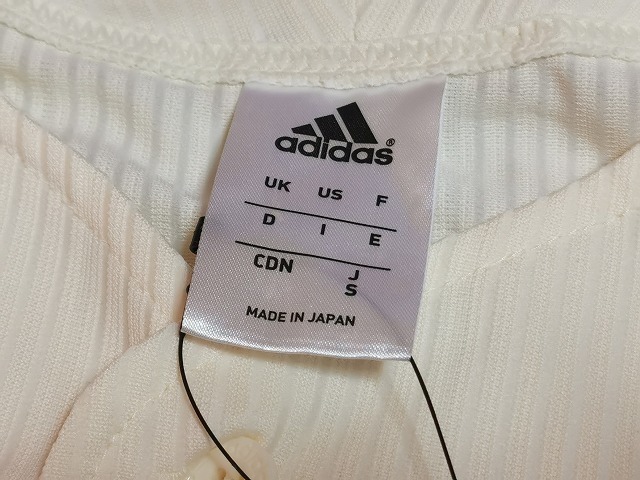 adidas®
UK US F
D I E
CDN J
S
MADE IN JAPAN